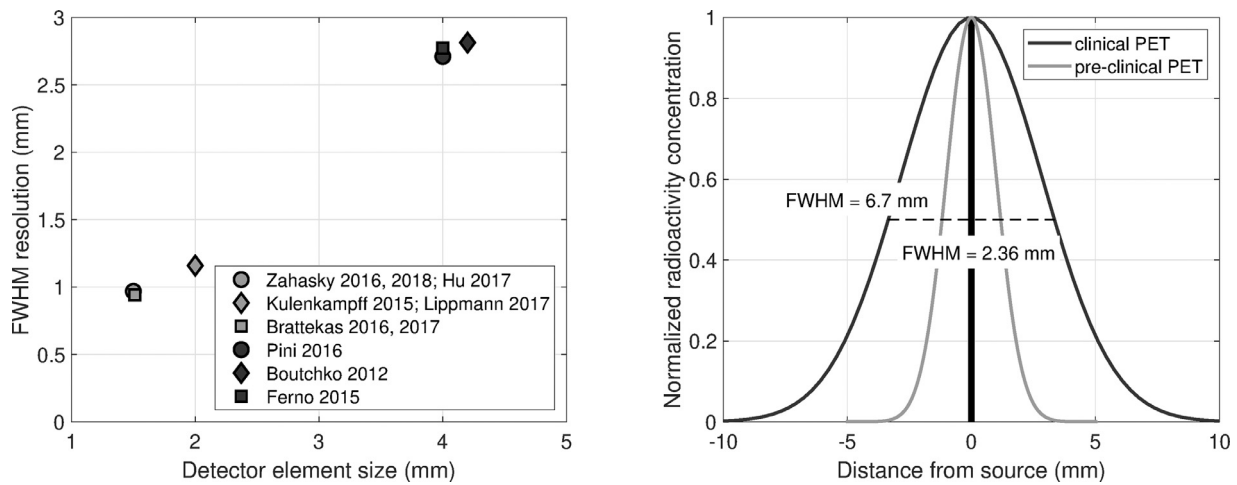 3
2.5
2
1.5
1
0.5
0
FWHM resolution (mm)
Zahasky 2016, 2018; Hu 2017
Kulenkampff 2015; Lippmann 2017
Brattekas 2016, 2017
Pini 2016
Boutchko 2012
Ferno 2015
1 2 3 4 5
Detector element size (mm)
1
0.8
0.6
0.4
0.2
0
Normalized radioactivity concentration
clinical PET
pre-clinical PET
FWHM = 6.7 mm
FWHM = 2.36 mm
-10 -5 0 5 10
Distance from source (mm)